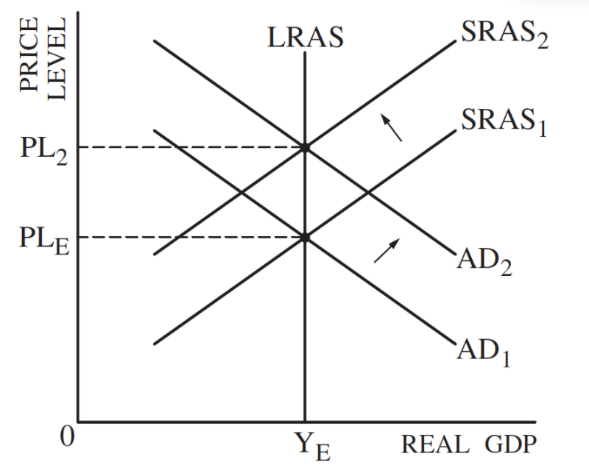 PRICE
LEVEL
LRAS
SRAS₂
SRAS₁
PL₂
PLE
AD₂
AD₁
0
YE
REAL GDP